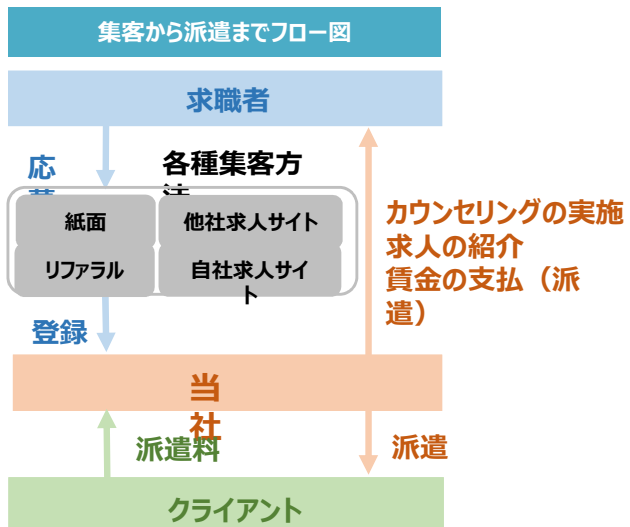 集客から派遣までフロー図
求職者
応募
各種集客方
法
紙面
他社求人サイト
リファラル
自社求人サイ
ト
カウンセリングの実施
求人の紹介
賃金の支払（派
遣）
登録
当
社
派遣料
派遣
クライアント